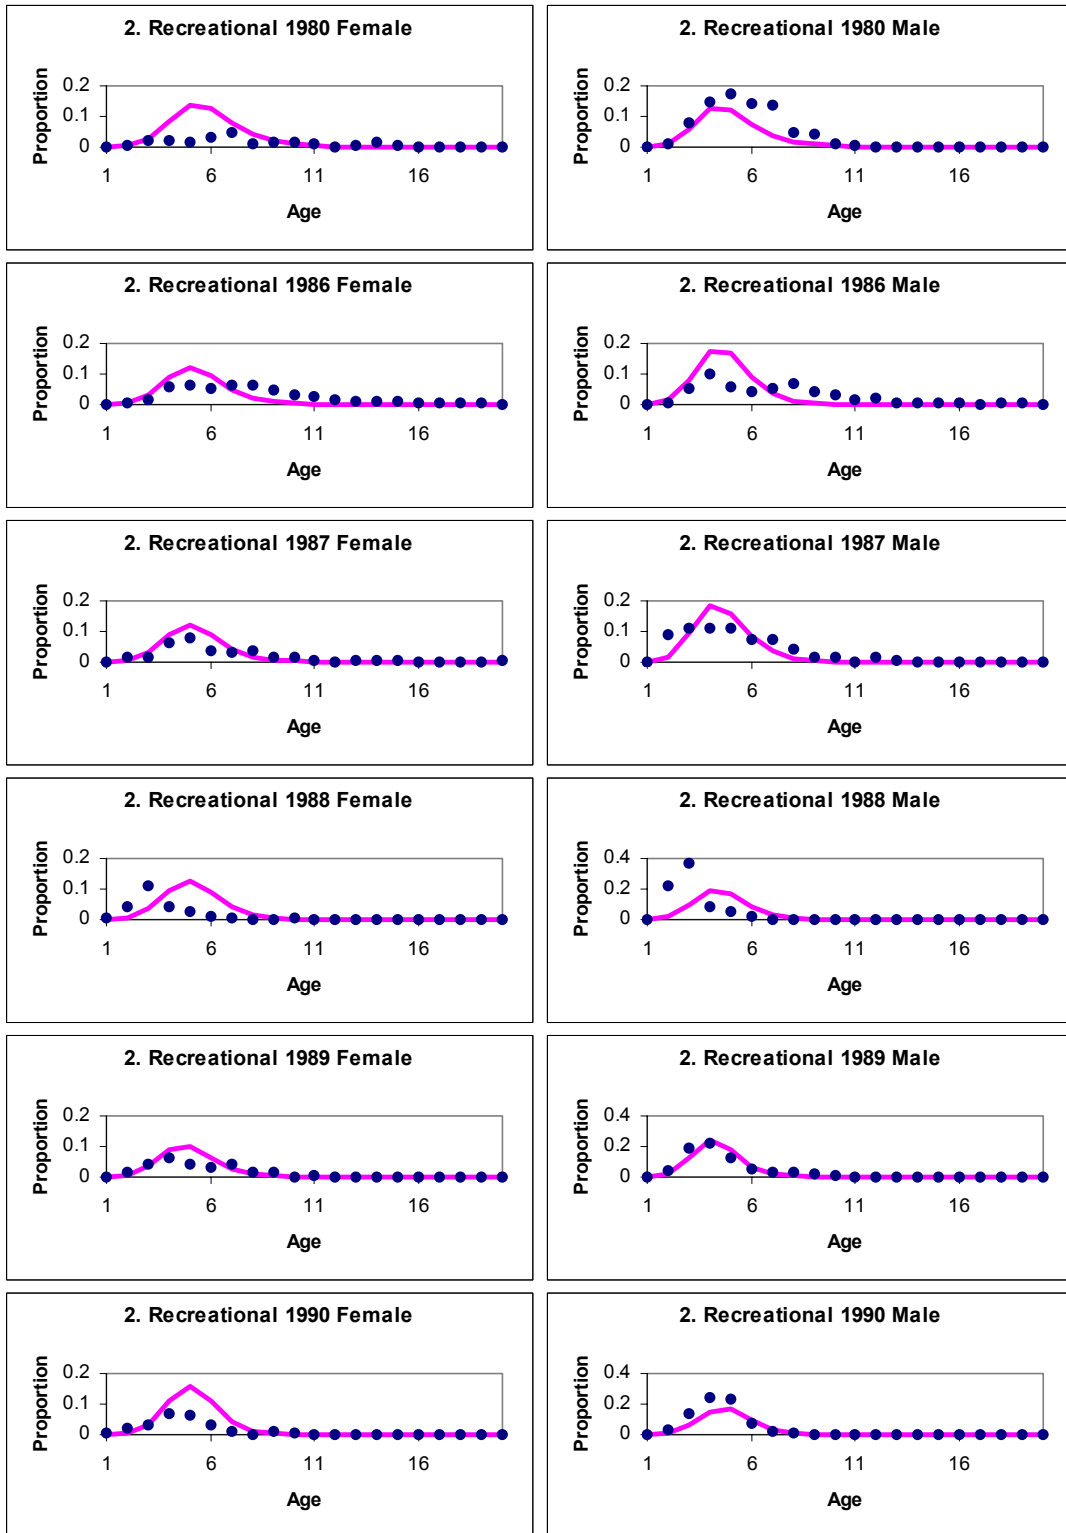 2. Recreational 1980 Female
Proportion
0.2
0.1
0
1 6 11 16
Age
2. Recreational 1980 Male
Proportion
0.2
0.1
0
1 6 11 16
Age
2. Recreational 1986 Female
Proportion
0.2
0.1
0
1 6 11 16
Age
2. Recreational 1986 Male
Proportion
0.2
0.1
0
1 6 11 16
Age
2. Recreational 1987 Female
Proportion
0.2
0.1
0
1 6 11 16
Age
2. Recreational 1987 Male
Proportion
0.2
0.1
0
1 6 11 16
Age
2. Recreational 1988 Female
Proportion
0.2
0.1
0
1 6 11 16
Age
2. Recreational 1988 Male
Proportion
0.4
0.2
0
1 6 11 16
Age
2. Recreational 1989 Female
Proportion
0.2
0.1
0
1 6 11 16
Age
2. Recreational 1989 Male
Proportion
0.4
0.2
0
1 6 11 16
Age
2. Recreational 1990 Female
Proportion
0.2
0.1
0
1 6 11 16
Age
2. Recreational 1990 Male
Proportion
0.4
0.2
0
1 6 11 16
Age